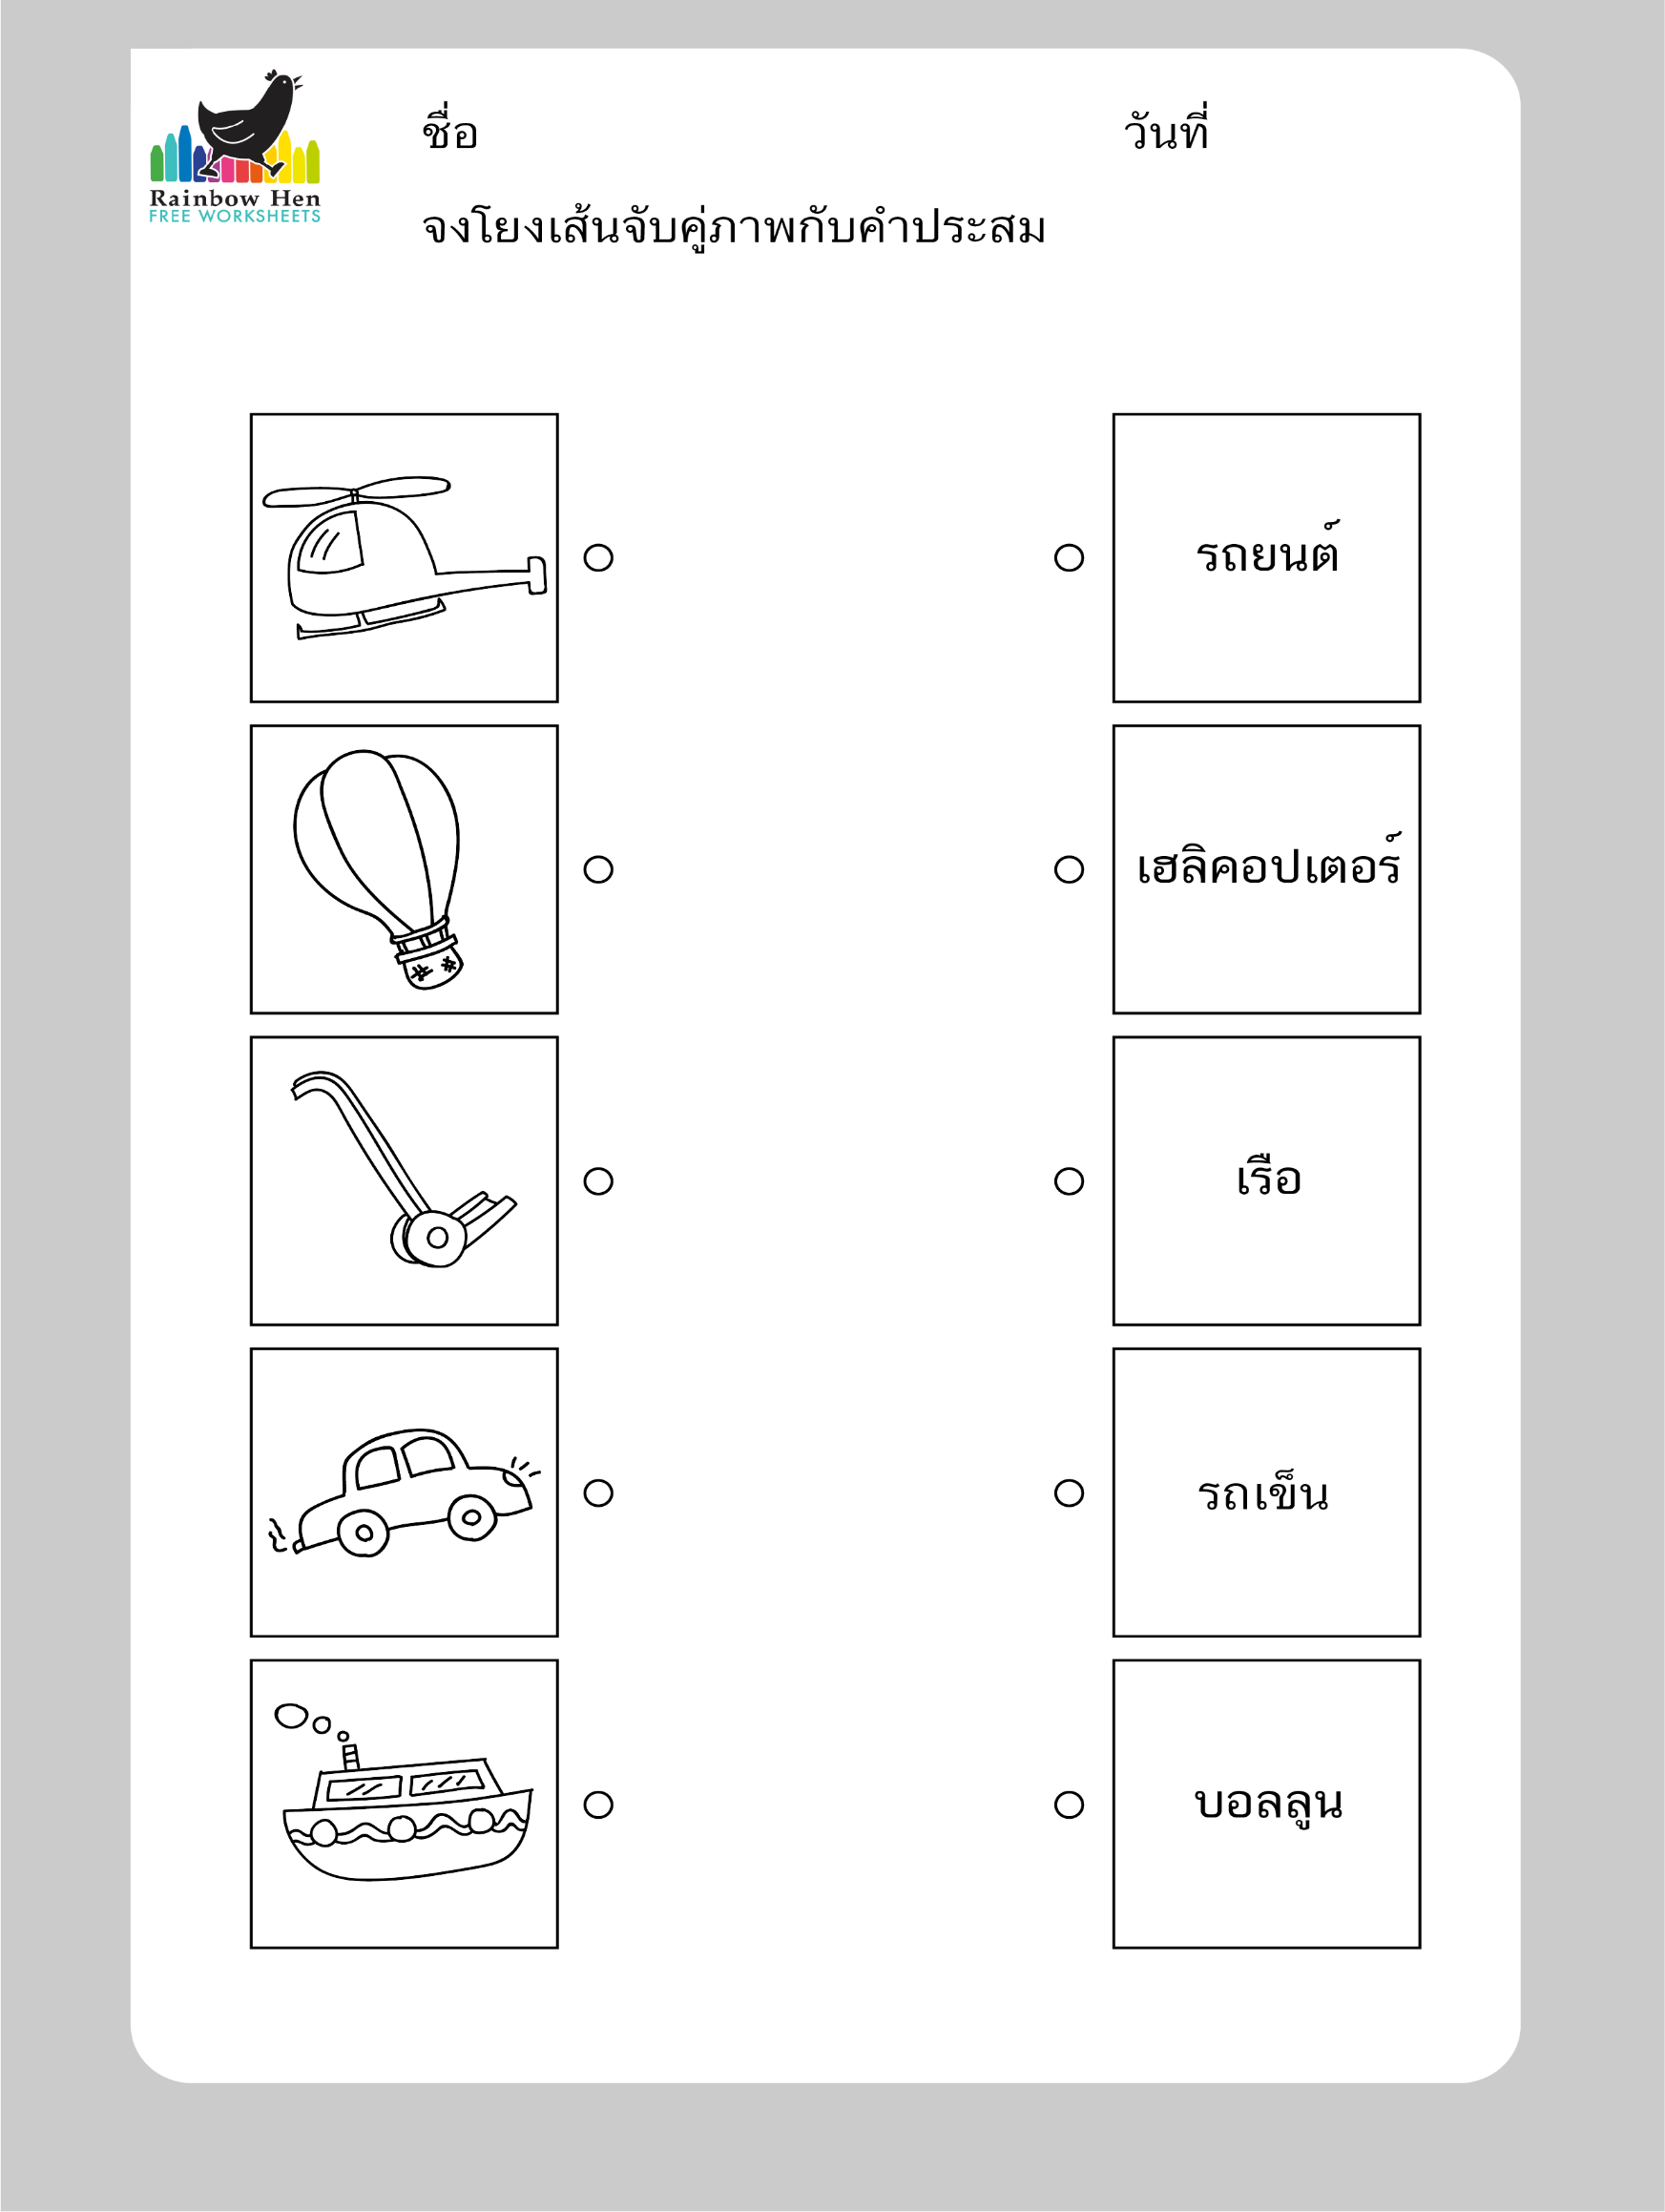 Rainbow Hen
FREE WORKSHEETS
ชื่อ
วันที่
จงโยงเส้นจับคู่ภาพกับคำประสม
รถยนต์
เฮลิคอปเตอร์
เรือ
รถเข็น
บอลลูน